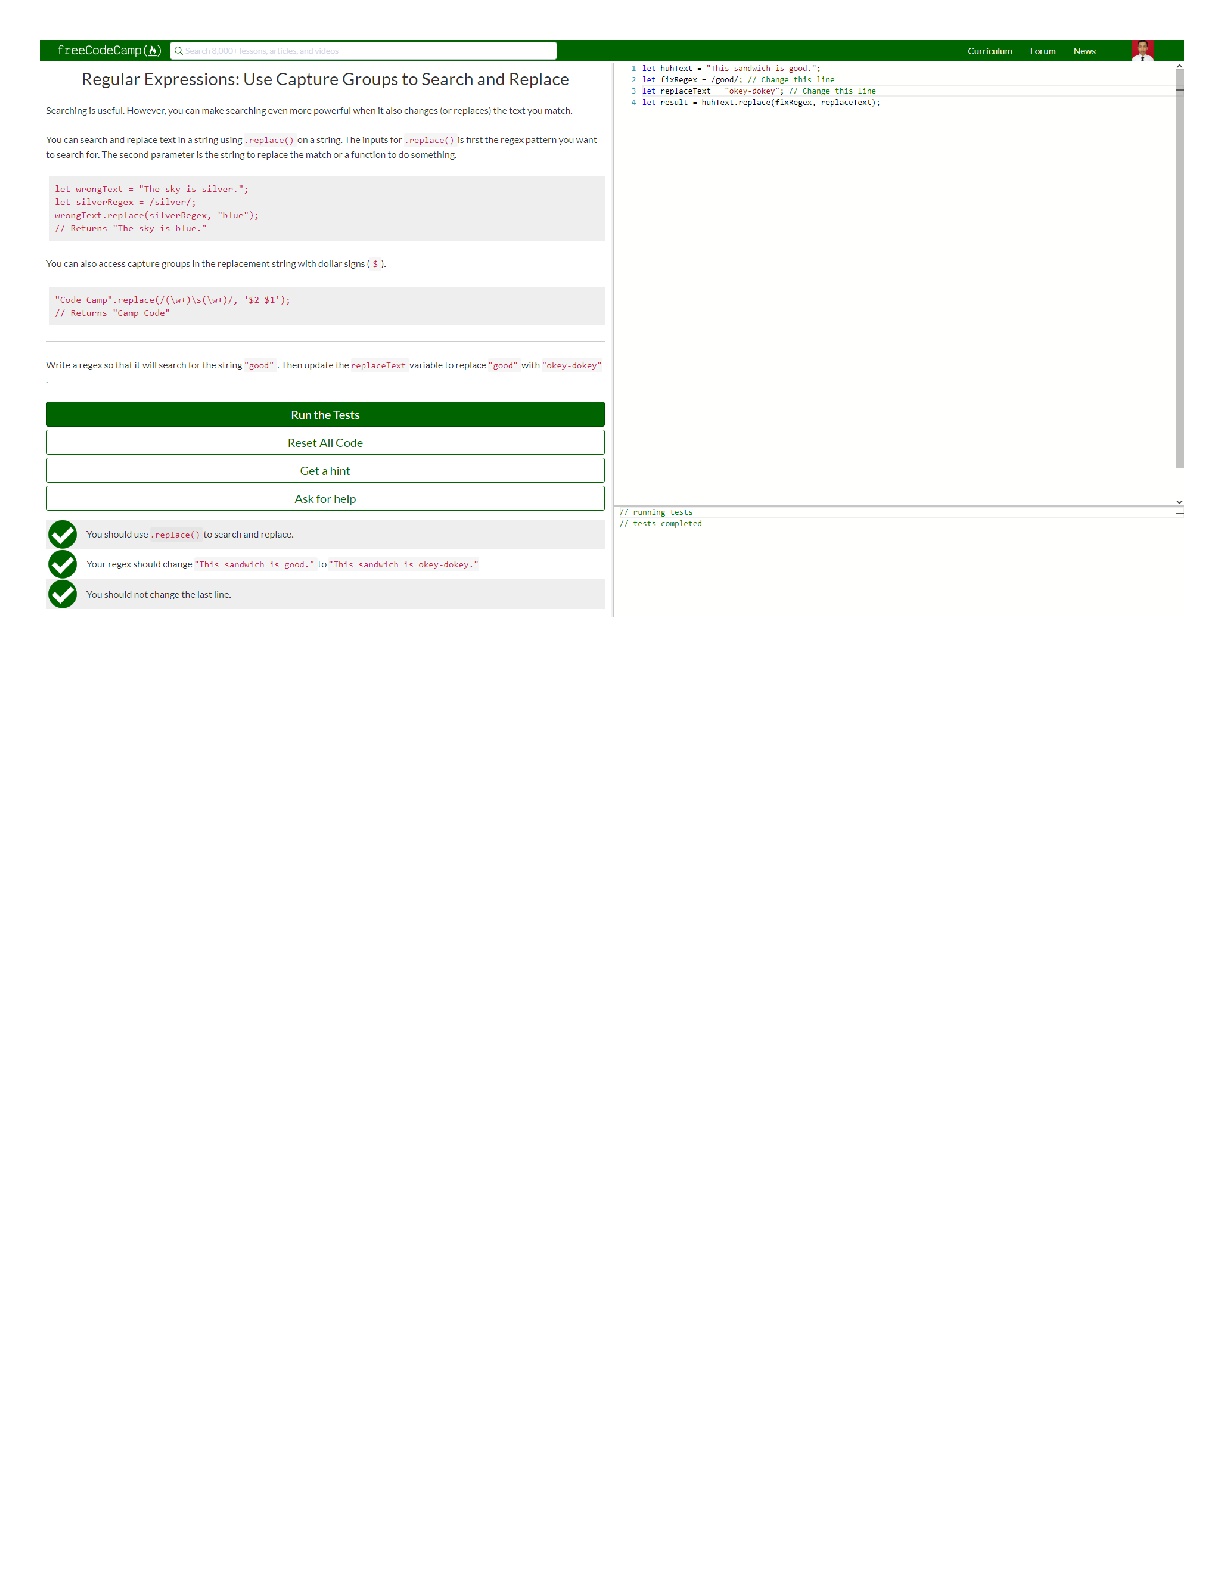 freeCodeCamp
Search 8,000+ lessons, articles, and videos
Curriculum Forum News
Regular Expressions: Use Capture Groups to Search and Replace
Searching is useful. However, you can make searching even more powerful when it also changes (or replaces) the text you match.
You can search and replace text in a string using .replace() on a string. The inputs for .replace() is first the regex pattern you want
to search for. The second parameter is the string to replace the match or a function to do something.
let wrongText = "The sky is silver.";
let silverRegex = /silver/;
wrongText.replace(silverRegex, "blue");
// Returns "The sky is blue."
You can also access capture groups in the replacement string with dollar signs ( $ ).
"Code Camp".replace(/(\w+)\s(\w+)/, '$2 $1');
// Returns "Camp Code"
Write a regex so that it will search for the string "good" . Then update the replaceText variable to replace "good" with "okey-dokey"
.
Run the Tests
Reset All Code
Get a hint
Ask for help
You should use .replace() to search and replace.
Your regex should change "This sandwich is good." to "This sandwich is okey-dokey."
You should not change the last line.
1 let huhText = "This sandwich is good.";
2 let fixRegex = /good/; // Change this line
3 let replaceText = "okey-dokey"; // Change this line
4 let result = huhText.replace(fixRegex, replaceText);
// running tests
// tests completed